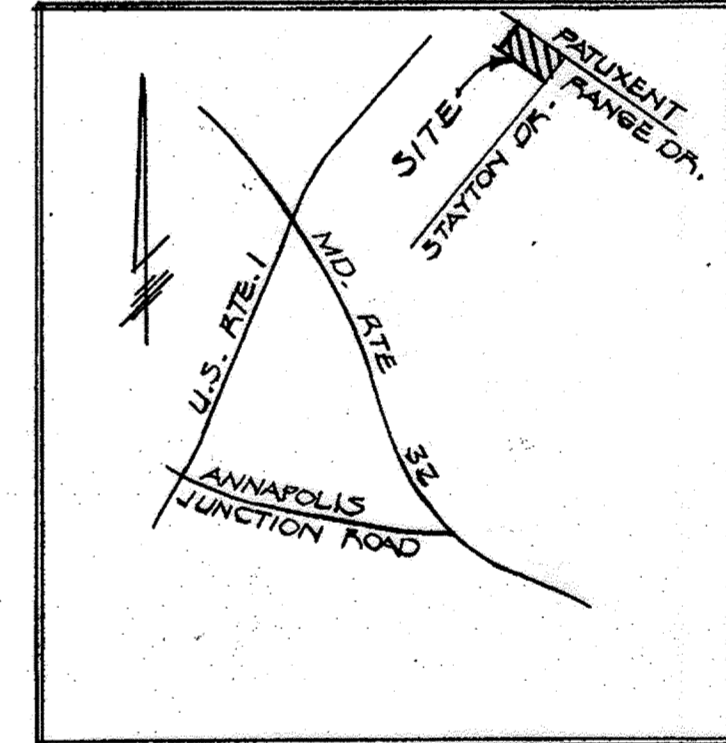 PATUXENT
RANGE DR.
SITE
STAYTON DR.
U.S. RTE. 1
MD. RTE 32
ANNAPOLIS
JUNCTION ROAD